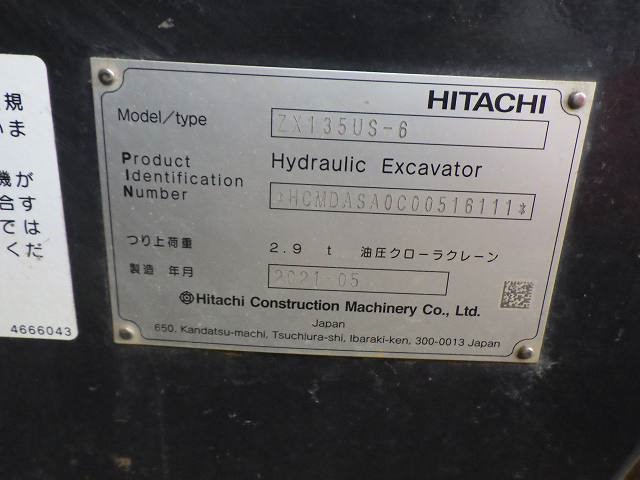 規
いま
機が
合す
では
くだ
4666043
HITACHI
Model/type ZX135US-6
Product Hydraulic Excavator
Identification
Number *HCMDASA0C00516111*
つり上荷重 2.9 t 油圧クローラクレーン
製造 年月 2021-05
Hitachi Construction Machinery Co., Ltd.
Japan
650, Kandatsu-machi, Tsuchiura-shi, Ibaraki-ken, 300-0013 Japan